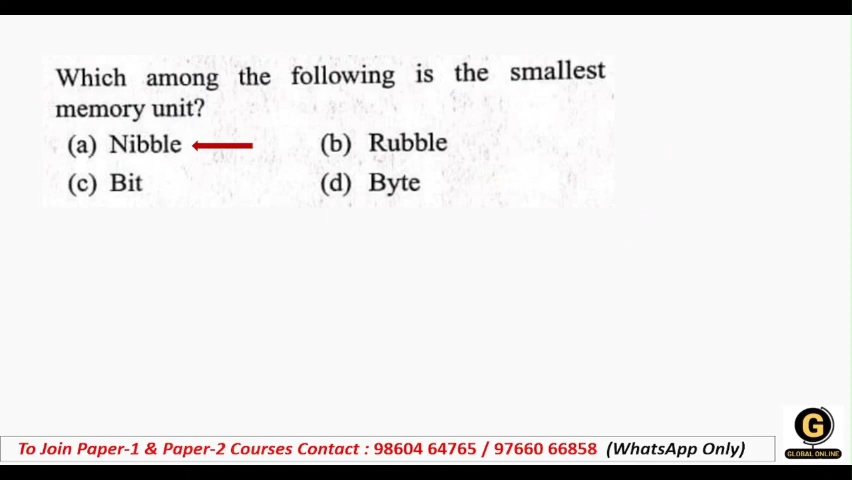 Which among the following is the smallest
memory unit?
(a) Nibble (b) Rubble
(c) Bit (d) Byte
G
GLOBAL ONLINE
To Join Paper-1 & Paper-2 Courses Contact : 98604 64765 / 97660 66858 (WhatsApp Only)